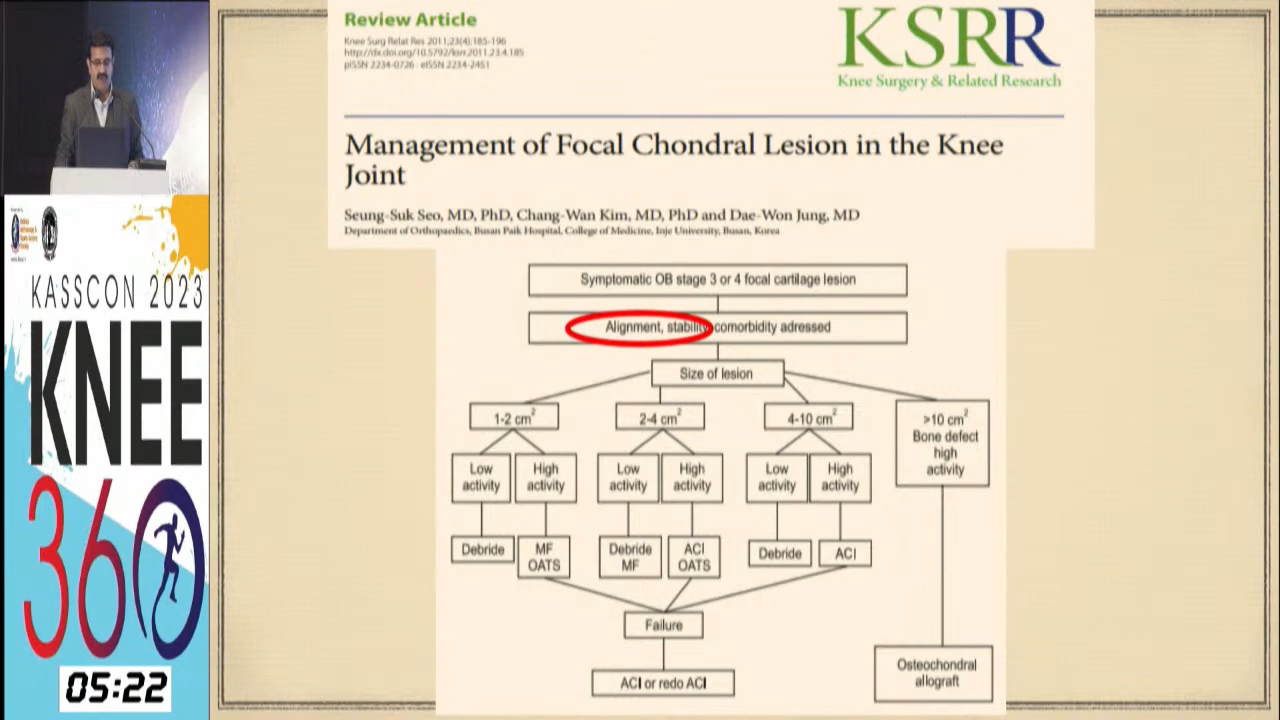 Review Article
Knee Surg Relat Res 2011;23(4):185-196
http://dx.doi.org/10.5792/ksrr.2011.23.4.185
pISSN 2234-0726 · eISSN 2234-2451
KSRR
Knee Surgery & Related Research
Management of Focal Chondral Lesion in the Knee
Joint
Seung-Suk Seo, MD, PhD, Chang-Wan Kim, MD, PhD and Dae-Won Jung, MD
Department of Orthopaedics, Busan Paik Hospital, College of Medicine, Inje University, Busan, Korea
Symptomatic OB stage 3 or 4 focal cartilage lesion
Alignment, stability, comorbidity adressed
Size of lesion
1-2 cm²
2-4 cm²
4-10 cm²
>10 cm²
Bone defect
high
activity
Low
activity
High
activity
Low
activity
High
activity
Low
activity
High
activity
Debride
MF
OATS
Debride
MF
ACI
OATS
Debride
ACI
Failure
ACI or redo ACI
Osteochondral
allograft
KASSCON 2023
KNEE
360
05:22